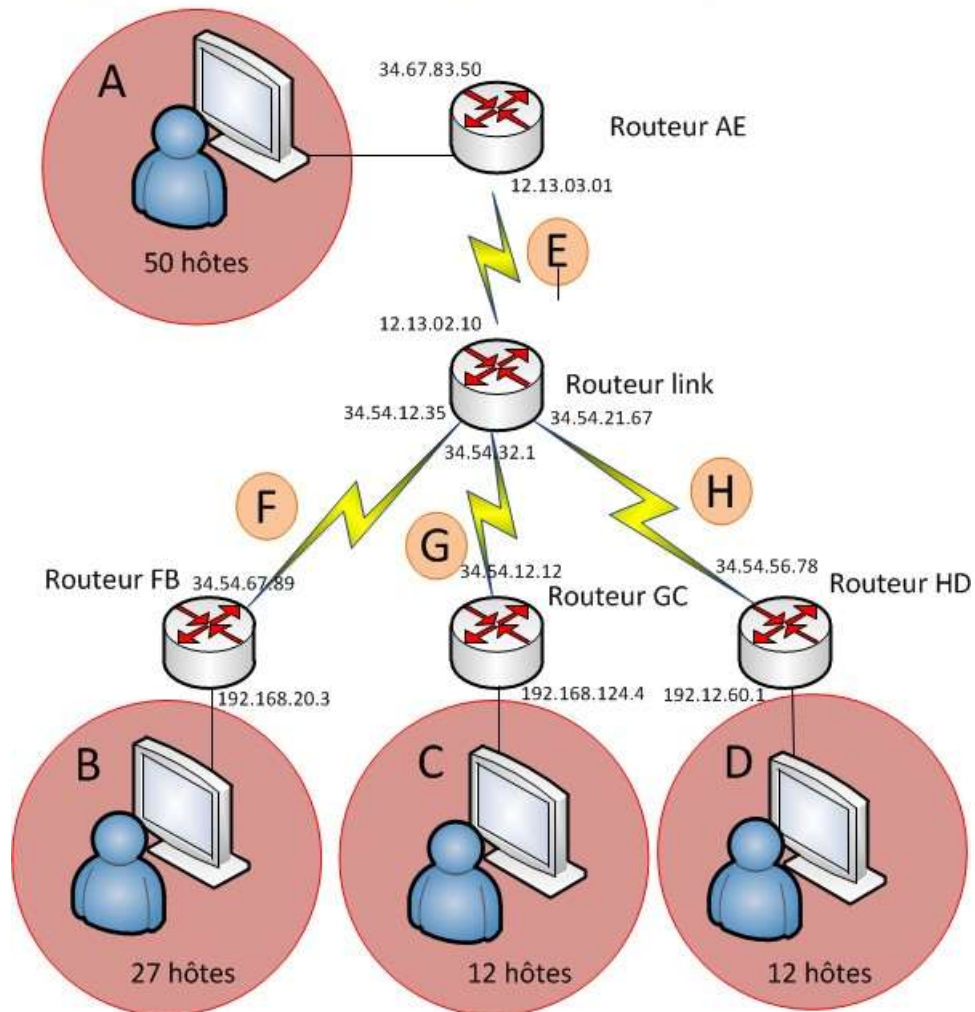 A
34.67.83.50
Routeur AE
12.13.03.01
50 hôtes
E
12.13.02.10
Routeur link
34.54.12.35
34.54.21.67
34.54.32.1
F
G
H
34.54.12.12
34.54.56.78
Routeur FB
34.54.67.89
Routeur GC
Routeur HD
192.168.20.3
192.168.124.4
192.12.60.1
B
C
D
27 hôtes
12 hôtes
12 hôtes